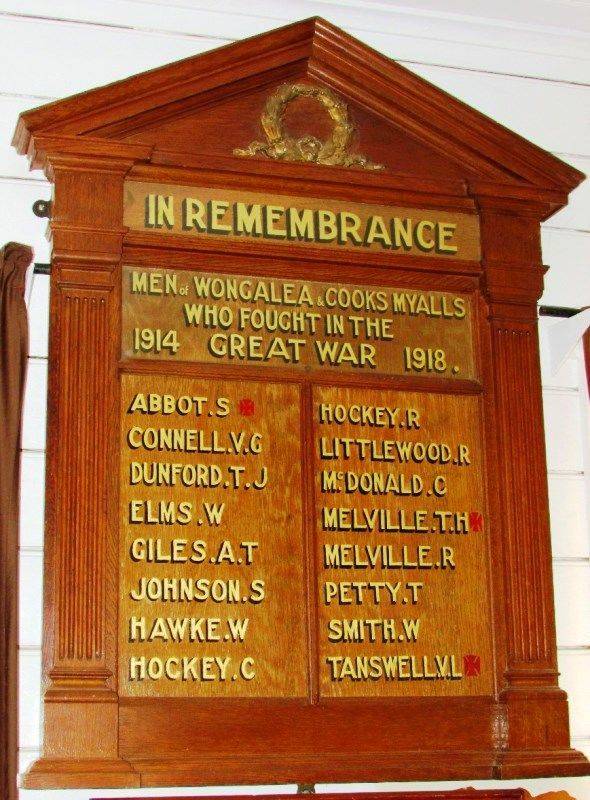 IN REMEMBRANCE
MEN of WONGALEA & COOKS MYALLS
WHO FOUGHT IN THE
1914 GREAT WAR 1918.
ABBOT.S
CONNELL.V.G
DUNFORD.T.J
ELMS.W
GILES.A.T
JOHNSON.S
HAWKE.W
HOCKEY.C
HOCKEY.R
LITTLEWOOD.R
McDONALD.C
MELVILLE.T.H
MELVILLE.R
PETTY.T
SMITH.W
TANSWELL.V.L